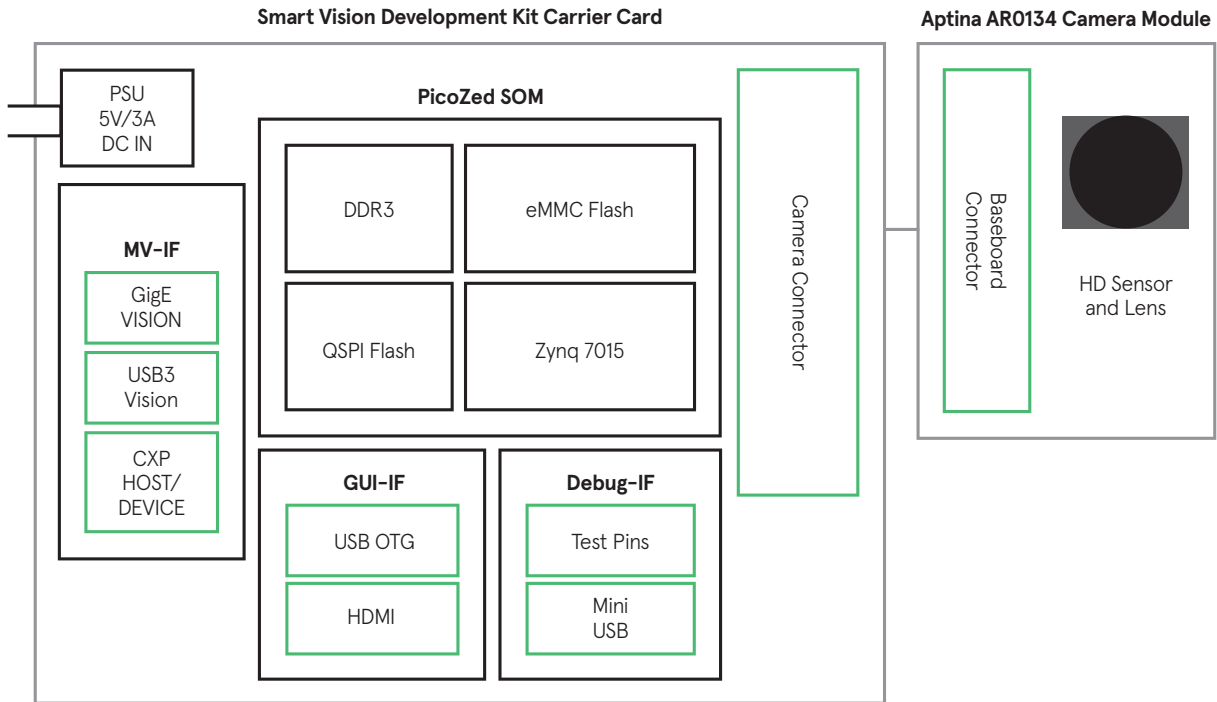 Smart Vision Development Kit Carrier Card
Aptina AR0134 Camera Module
PSU
5V/3A
DC IN
PicoZed SOM
DDR3
eMMC Flash
QSPI Flash
Zynq 7015
MV-IF
GigE
VISION
USB3
Vision
CXP
HOST/
DEVICE
GUI-IF
USB OTG
HDMI
Debug-IF
Test Pins
Mini
USB
Camera Connector
Baseboard
Connector
HD Sensor
and Lens